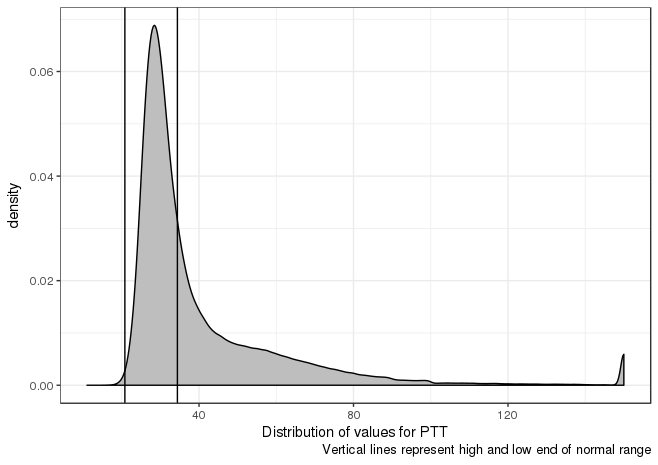 0.06
0.04
0.02
0.00
density
40 80 120
Distribution of values for PTT
Vertical lines represent high and low end of normal range